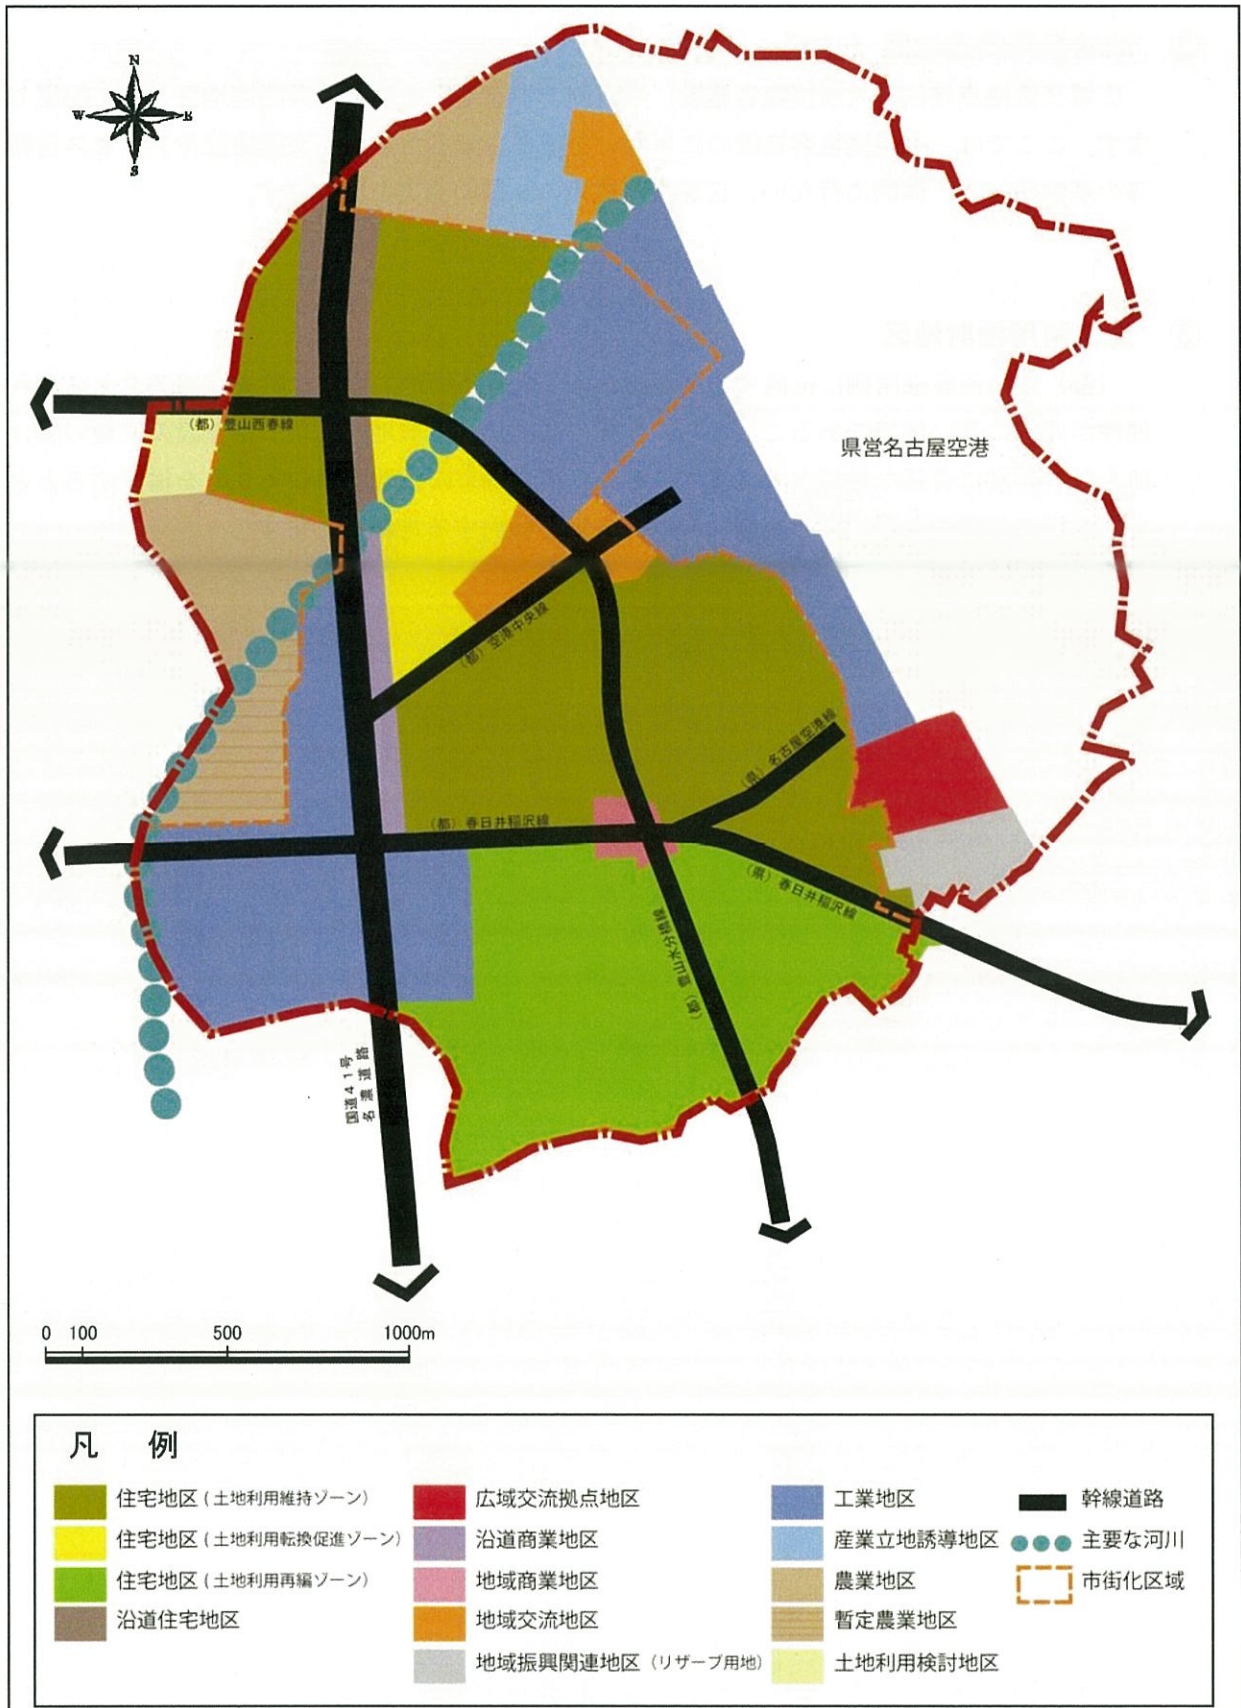 N
W
E
S
県営名古屋空港
（都）豊山西春線
（都）空港中央線
（県）名古屋空港線
（都）春日井稲沢線
（県）春日井稲沢線
（都）豊山水分橋線
国道４１号
名濃道路
0 100 500 1000m
凡　例
住宅地区（土地利用維持ゾーン）
住宅地区（土地利用転換促進ゾーン）
住宅地区（土地利用再編ゾーン）
沿道住宅地区
広域交流拠点地区
沿道商業地区
地域商業地区
地域交流地区
地域振興関連地区（リザーブ用地）
工業地区
産業立地誘導地区
農業地区
暫定農業地区
土地利用検討地区
幹線道路
主要な河川
市街化区域